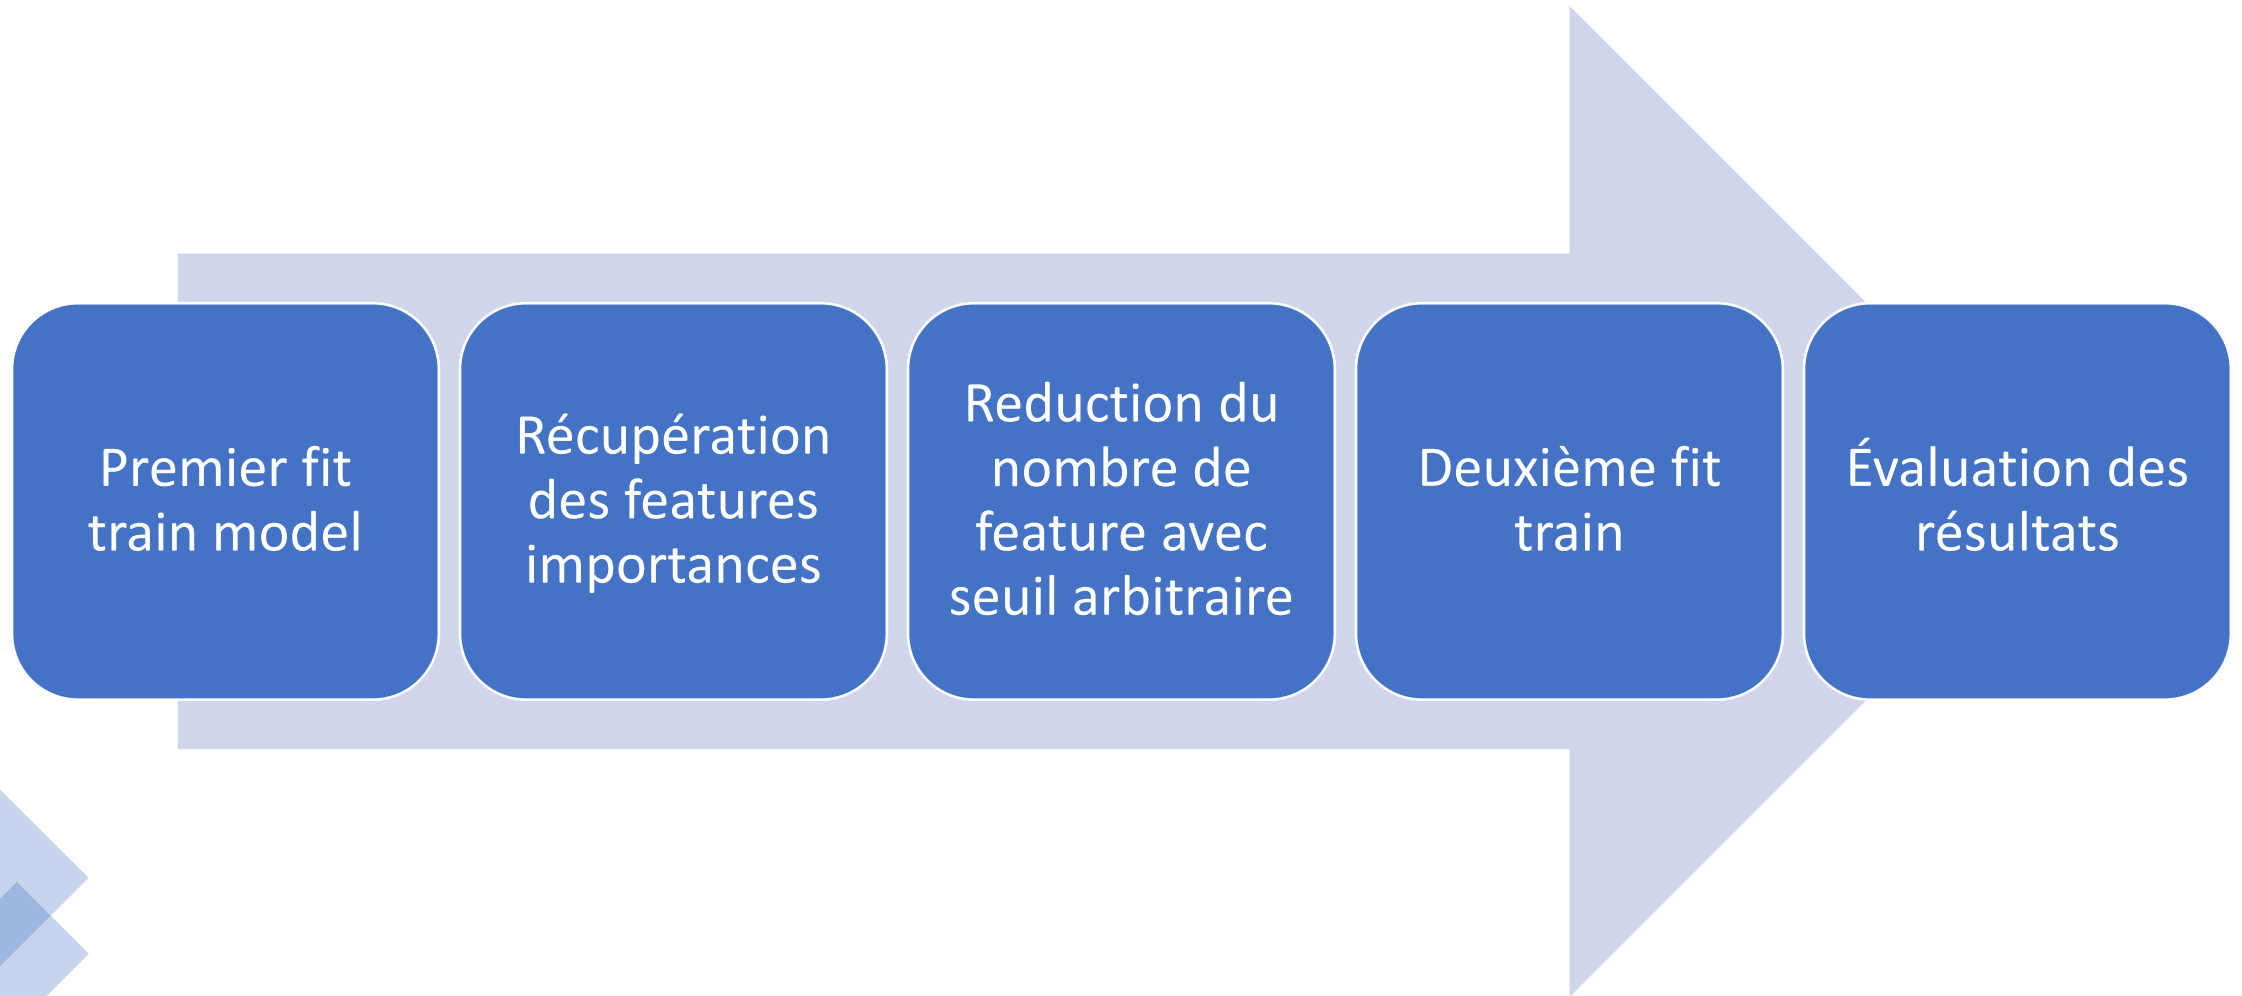 Premier fit
train model
Récupération
des features
importances
Reduction du
nombre de
feature avec
seuil arbitraire
Deuxième fit
train
Évaluation des
résultats